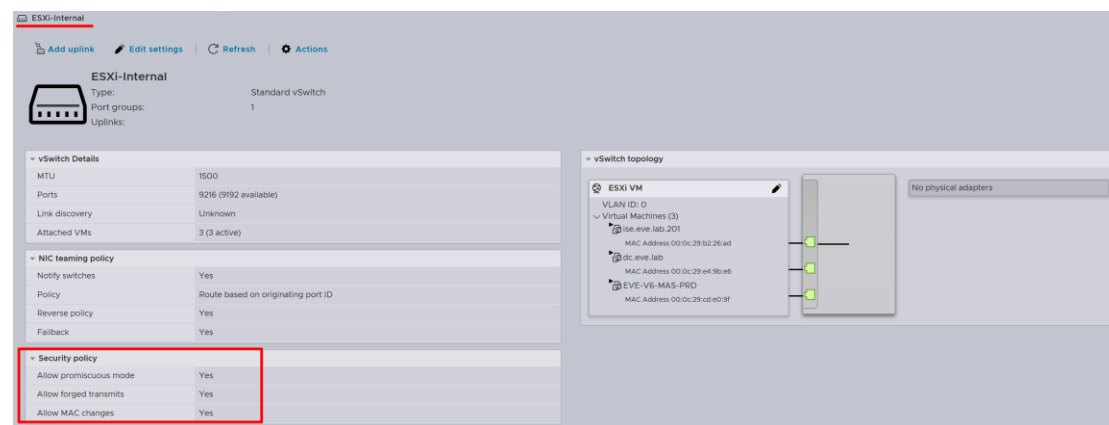 ESXi-Internal
Add uplink Edit settings Refresh Actions
ESXi-Internal
Type: Standard vSwitch
Port groups: 1
Uplinks:
vSwitch Details
MTU 1500
Ports 9216 (9192 available)
Link discovery Unknown
Attached VMs 3 (3 active)
NIC teaming policy
Notify switches Yes
Policy Route based on originating port ID
Reverse policy Yes
Failback Yes
Security policy
Allow promiscuous mode Yes
Allow forged transmits Yes
Allow MAC changes Yes
vSwitch topology
ESXi VM
VLAN ID: 0
Virtual Machines (3)
ise.eve.lab.201
MAC Address 00:0c:29:b2:26:ad
dc.eve.lab
MAC Address 00:0c:29:e4:9b:e6
EVE-V6-MAS-PRD
MAC Address 00:0c:29:cd:e0:9f
No physical adapters